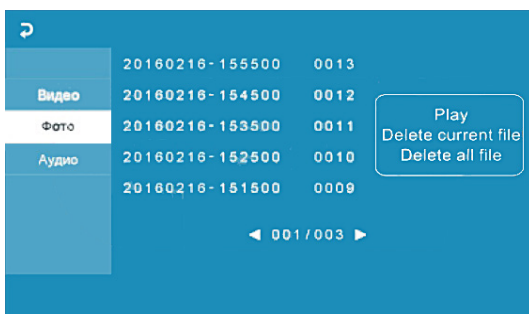 20160216-155500 0013
Видео
20160216-154500 0012
Фото
20160216-153500 0011
Аудио
20160216-152500 0010
20160216-151500 0009
Play
Delete current file
Delete all file
◀ 001/003 ▶